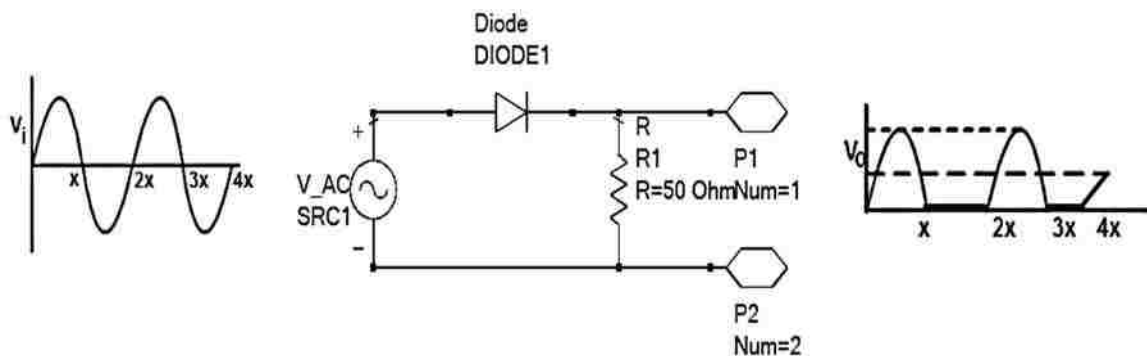 Diode
DIODE1
Vi
x 2x 3x 4x
+
V_AC
SRC1
-
R
R1
R=50 Ohm
P1
Num=1
P2
Num=2
V0
x 2x 3x 4x